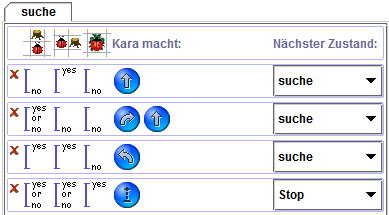 suche
Kara macht: Nächster Zustand:
no yes no suche
yes or no no no suche
yes yes no suche
yes or no yes or no yes Stop